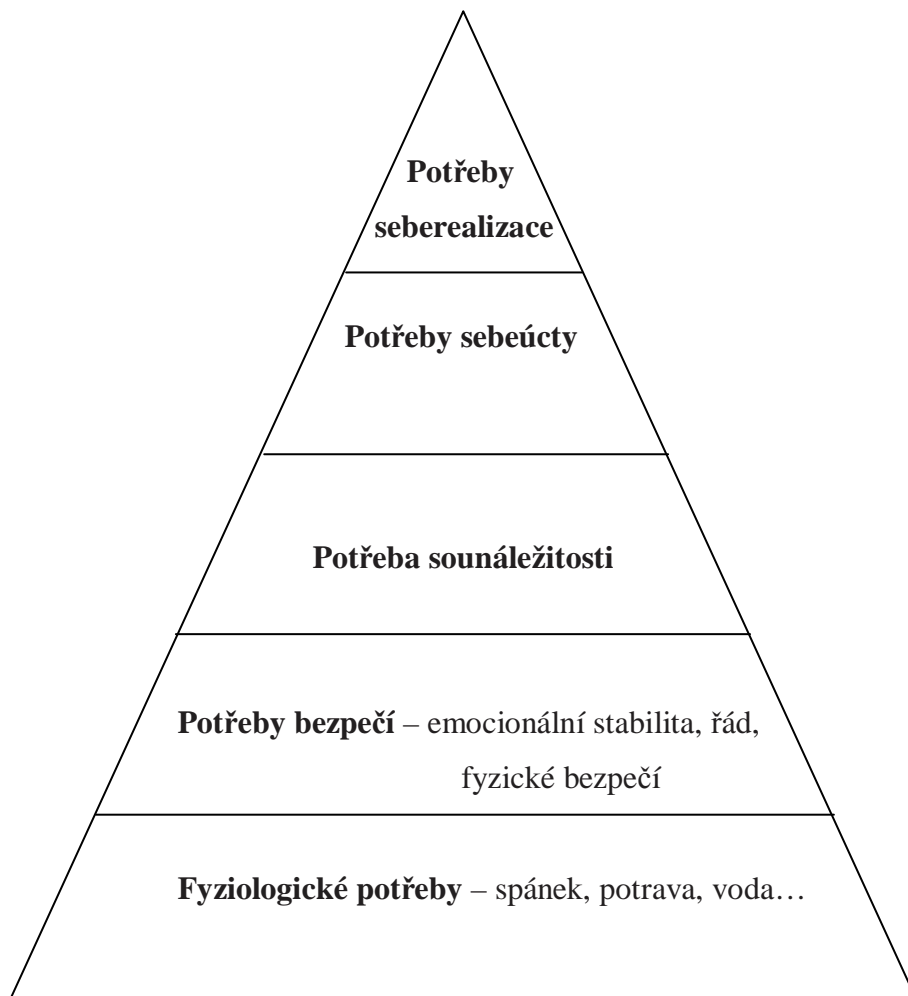 Potřeby
seberealizace
Potřeby sebeúcty
Potřeba sounáležitosti
Potřeby bezpečí – emocionální stabilita, řád,
fyzické bezpečí
Fyziologické potřeby – spánek, potrava, voda…